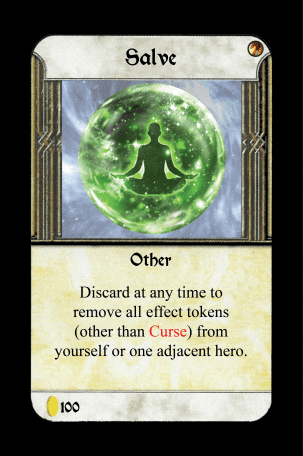 Salve
Other
Discard at any time to
remove all effect tokens
(other than Curse) from
yourself or one adjacent hero.
100